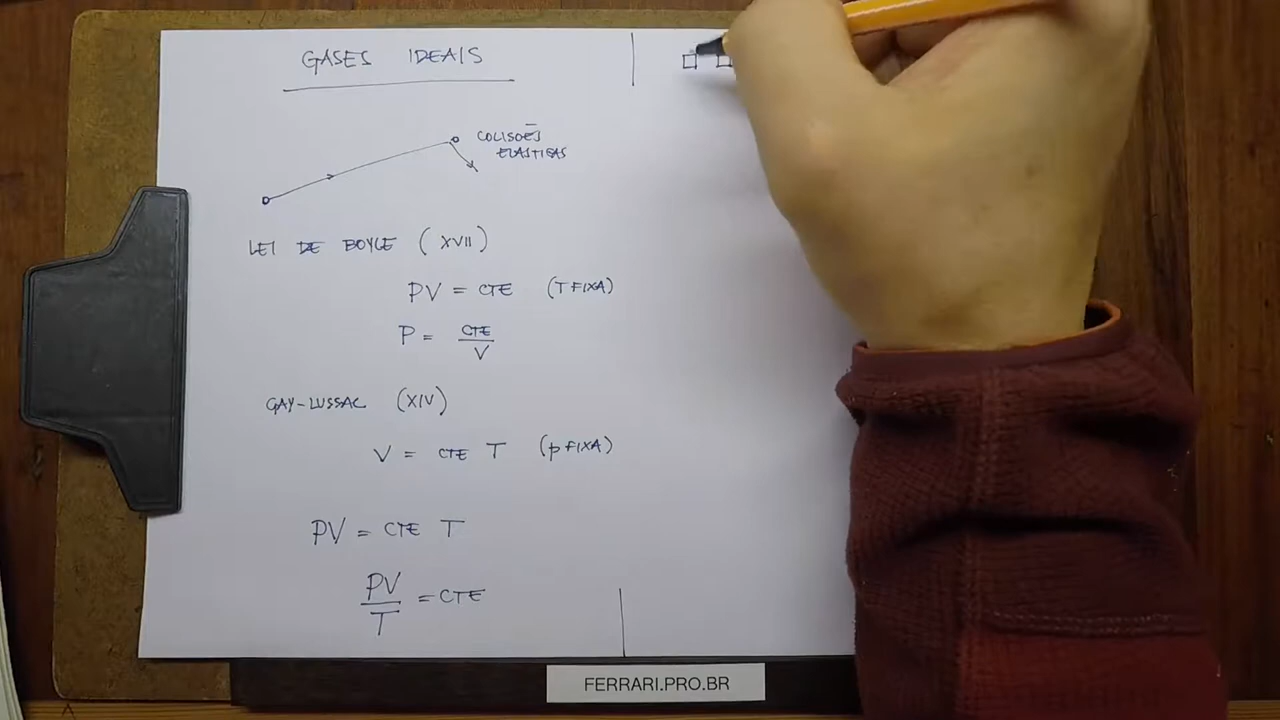 GASES IDEAIS
COLISÕES
ELÁSTICAS
LEI DE BOYLE (XVII)
PV = CTE (T FIXA)
P = CTE
V
GAY-LUSSAC (XIV)
V = CTE T (p FIXA)
PV = CTE T
PV
T
= CTE
FERRARI.PRO.BR